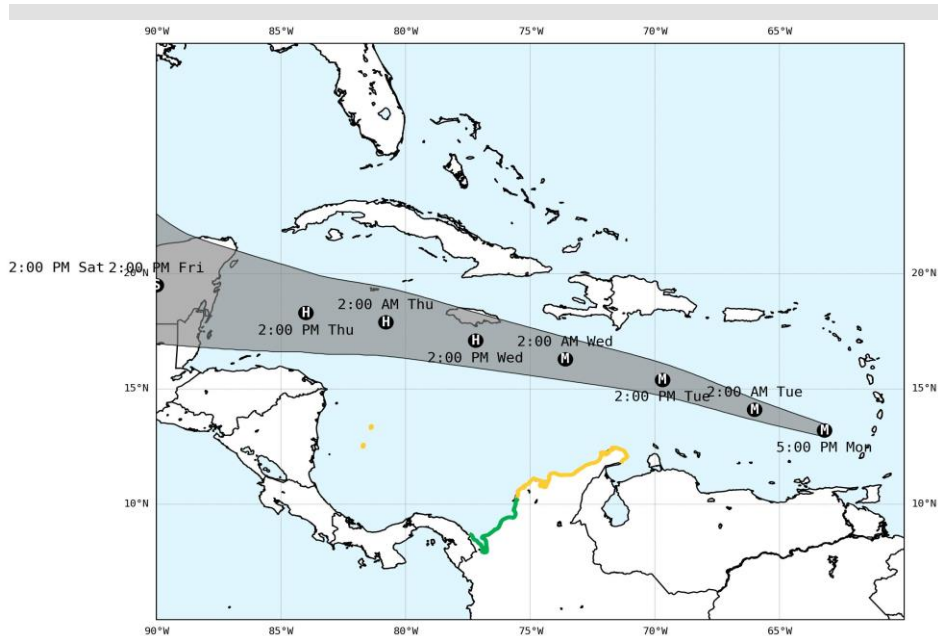 90°W 85°W 80°W 75°W 70°W 65°W
20°N 20°N
2:00 PM Sat 2:00 PM Fri
2:00 AM Thu
2:00 PM Thu
2:00 AM Wed
2:00 PM Wed
2:00 AM Tue
2:00 PM Tue
5:00 PM Mon
S H H H M M M M
15°N 15°N
10°N 10°N
90°W 85°W 80°W 75°W 70°W 65°W